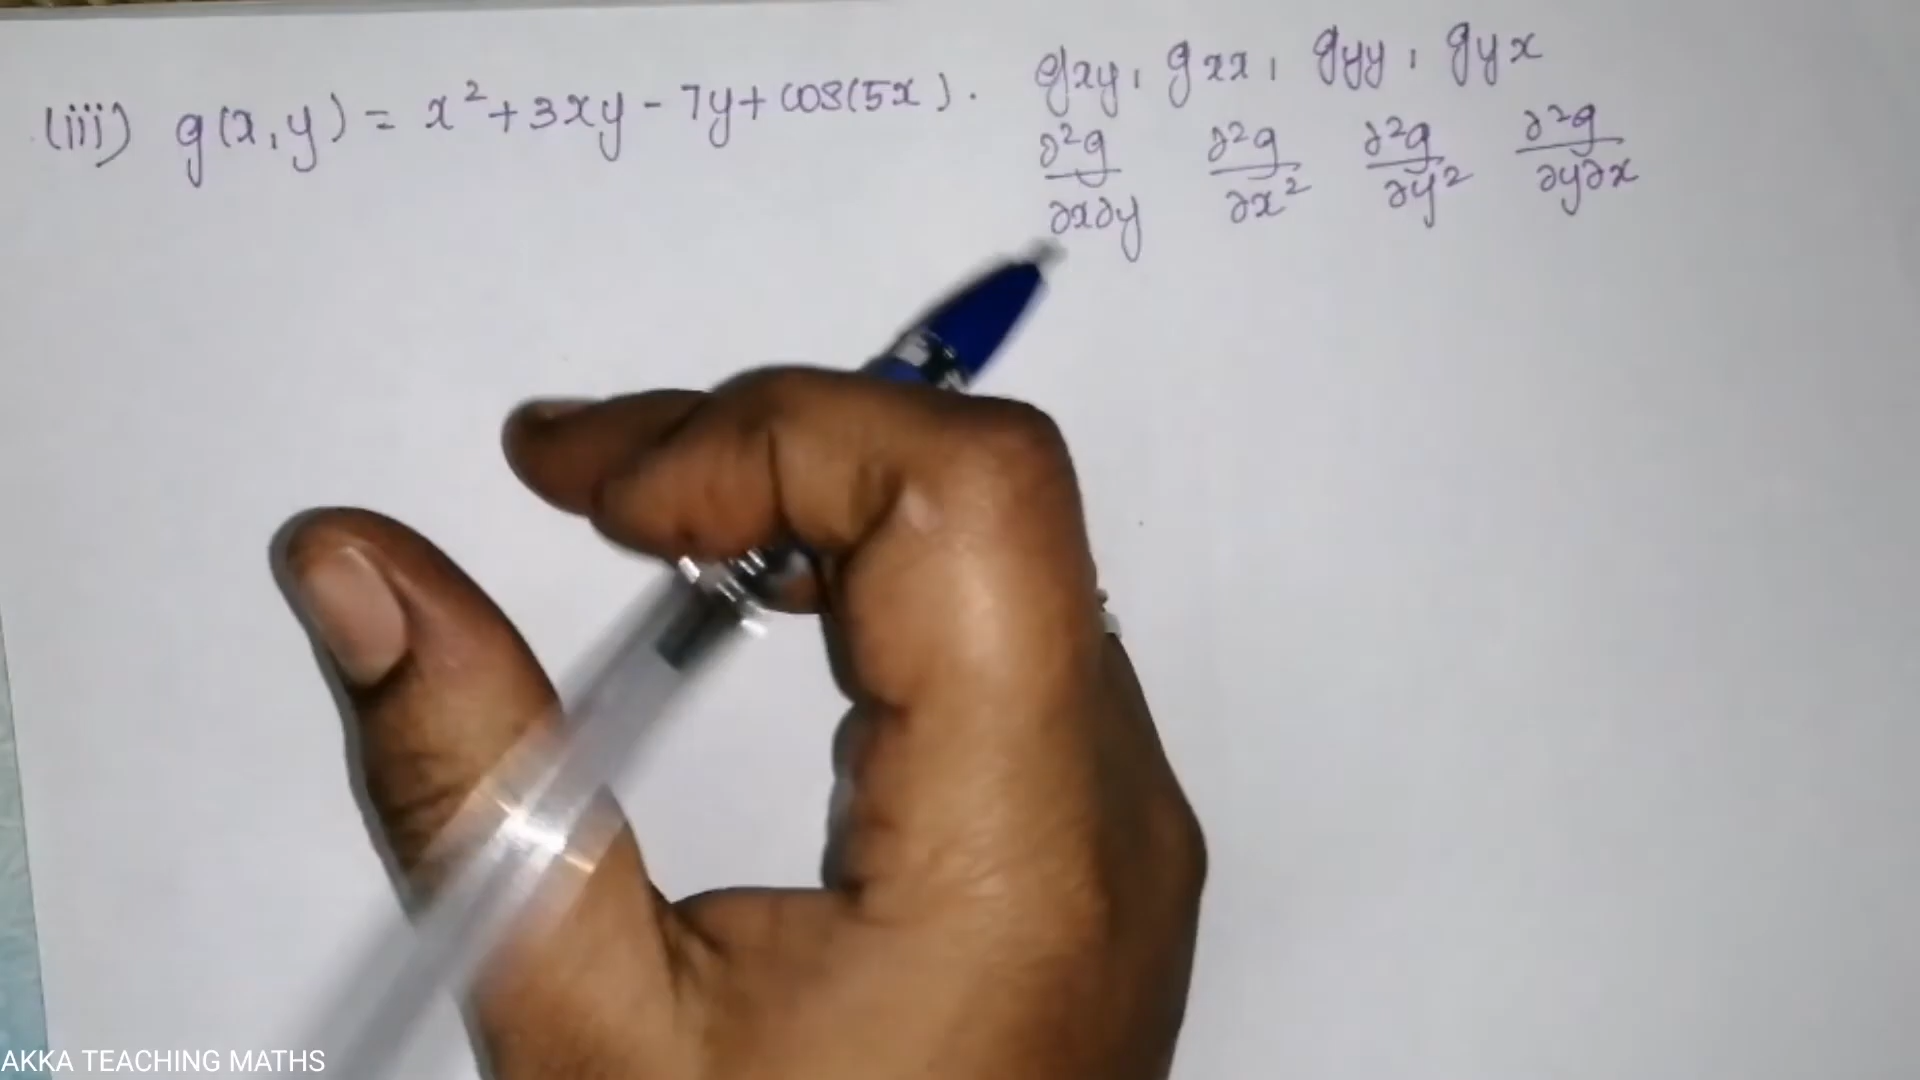 (iii) g(x,y) = x²+3xy-7y+cos(5x). gxy, gxx, gyy, gyx
∂²g/∂x∂y ∂²g/∂x² ∂²g/∂y² ∂²g/∂y∂x
AKKA TEACHING MATHS